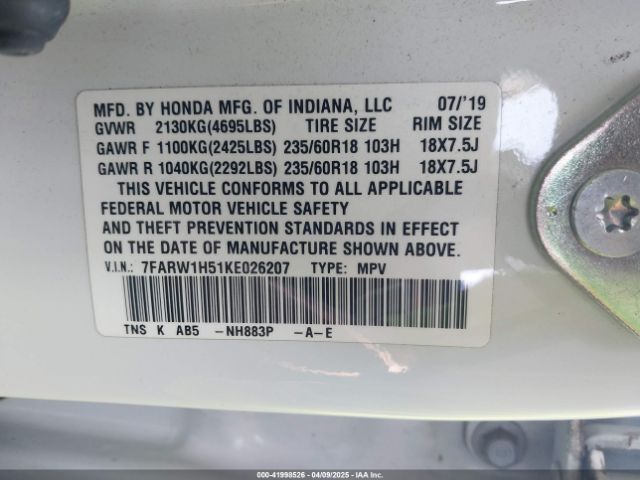 MFD. BY HONDA MFG. OF INDIANA, LLC 07/'19
GVWR 2130KG(4695LBS) TIRE SIZE RIM SIZE
GAWR F 1100KG(2425LBS) 235/60R18 103H 18X7.5J
GAWR R 1040KG(2292LBS) 235/60R18 103H 18X7.5J
THIS VEHICLE CONFORMS TO ALL APPLICABLE
FEDERAL MOTOR VEHICLE SAFETY
AND THEFT PREVENTION STANDARDS IN EFFECT
ON THE DATE OF MANUFACTURE SHOWN ABOVE.
V.I.N.: 7FARW1H51KE026207 TYPE: MPV
TNS K AB5 -NH883P -A-E
000-41998526 - 04/09/2025 - IAAI.COM